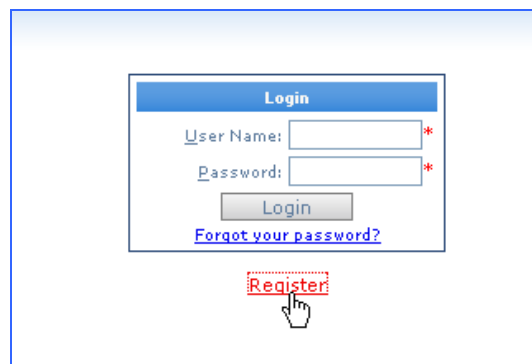 Login
User Name: *
Password: *
Login
Forgot your password?
Register